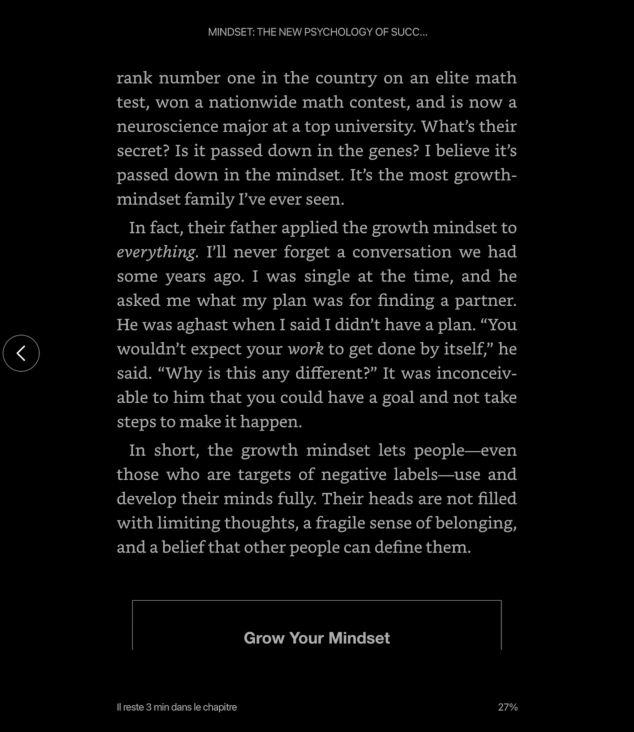 MINDSET: THE NEW PSYCHOLOGY OF SUCC...
rank number one in the country on an elite math
test, won a nationwide math contest, and is now a
neuroscience major at a top university. What’s their
secret? Is it passed down in the genes? I believe it’s
passed down in the mindset. It’s the most growth-
mindset family I’ve ever seen.
In fact, their father applied the growth mindset to
everything. I’ll never forget a conversation we had
some years ago. I was single at the time, and he
asked me what my plan was for finding a partner.
He was aghast when I said I didn’t have a plan. “You
wouldn’t expect your work to get done by itself,” he
said. “Why is this any different?” It was inconceiv-
able to him that you could have a goal and not take
steps to make it happen.
In short, the growth mindset lets people—even
those who are targets of negative labels—use and
develop their minds fully. Their heads are not filled
with limiting thoughts, a fragile sense of belonging,
and a belief that other people can define them.
Grow Your Mindset
Il reste 3 min dans le chapitre
27%